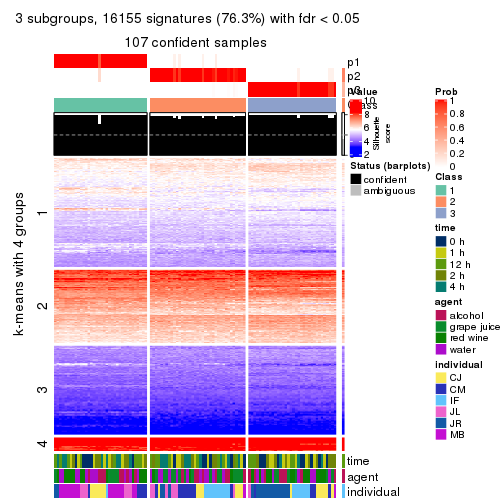 3 subgroups, 16155 signatures (76.3%) with fdr < 0.05
107 confident samples
p1
p2
p3
Class
Silhouette
score
k-means with 4 groups
1
2
3
4
time
agent
individual
Value
10
8
6
4
2
Status (barplots)
confident
ambiguous
Prob
1
0.8
0.6
0.4
0.2
0
Class
1
2
3
time
0 h
1 h
12 h
2 h
4 h
agent
alcohol
grape juice
red wine
water
individual
CJ
CM
IF
JL
JR
MB